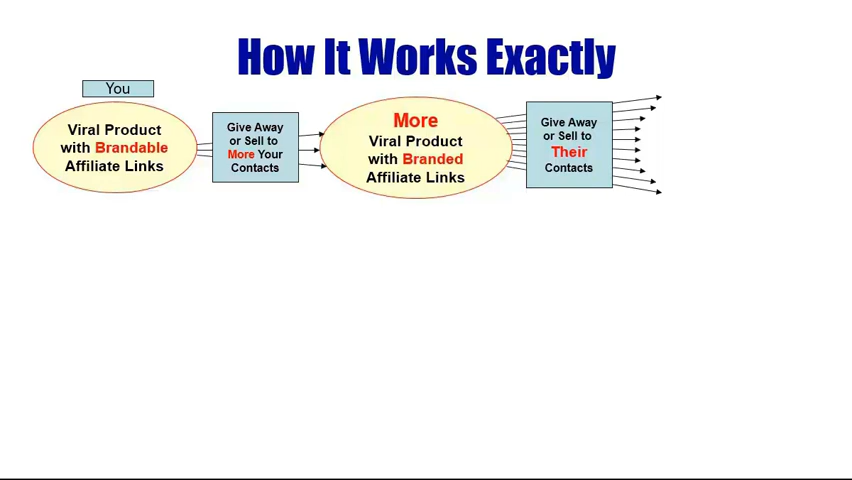 How It Works Exactly
You
Viral Product
with Brandable
Affiliate Links
Give Away
or Sell to
More Your
Contacts
More
Viral Product
with Branded
Affiliate Links
Give Away
or Sell to
Their
Contacts